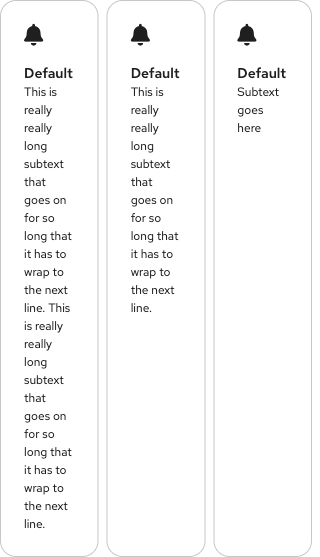 Default
This is
really
really
long
subtext
that
goes on
for so
long that
it has to
wrap to
the next
line. This
is really
really
long
subtext
that
goes on
for so
long that
it has to
wrap to
the next
line.
Default
This is
really
really
long
subtext
that
goes on
for so
long that
it has to
wrap to
the next
line.
Default
Subtext
goes
here